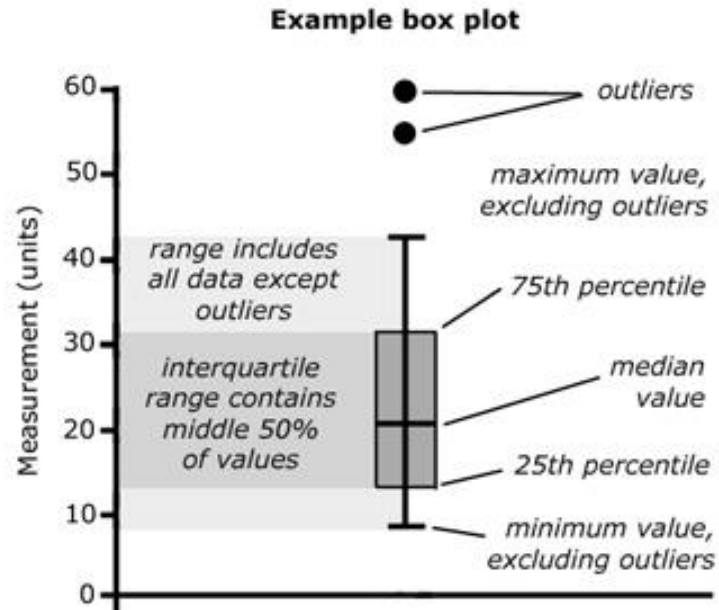 Example box plot
60
50
40
30
20
10
0
Measurement (units)
outliers
maximum value,
excluding outliers
range includes
all data except
outliers
75th percentile
interquartile
range contains
middle 50%
of values
median
value
25th percentile
minimum value,
excluding outliers